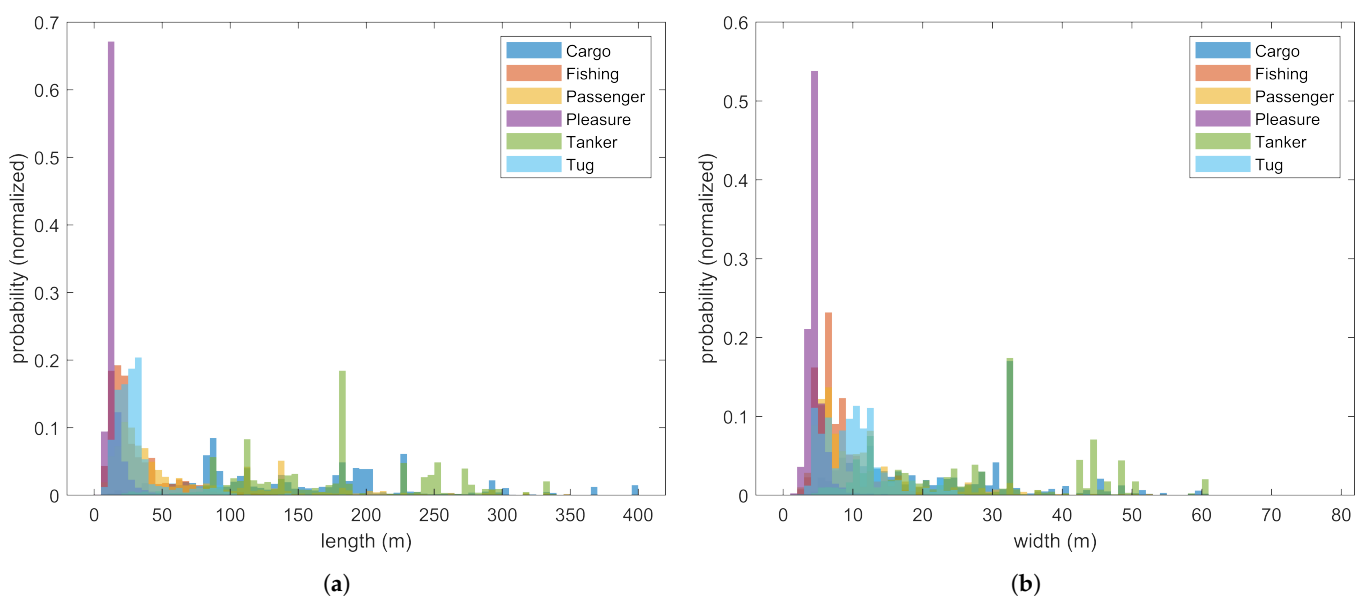 0.7
0.6
0.5
0.4
0.3
0.2
0.1
0
probability (normalized)
Cargo
Fishing
Passenger
Pleasure
Tanker
Tug
0 50 100 150 200 250 300 350 400
length (m)
(a)
0.6
0.5
0.4
0.3
0.2
0.1
0
probability (normalized)
Cargo
Fishing
Passenger
Pleasure
Tanker
Tug
0 10 20 30 40 50 60 70 80
width (m)
(b)